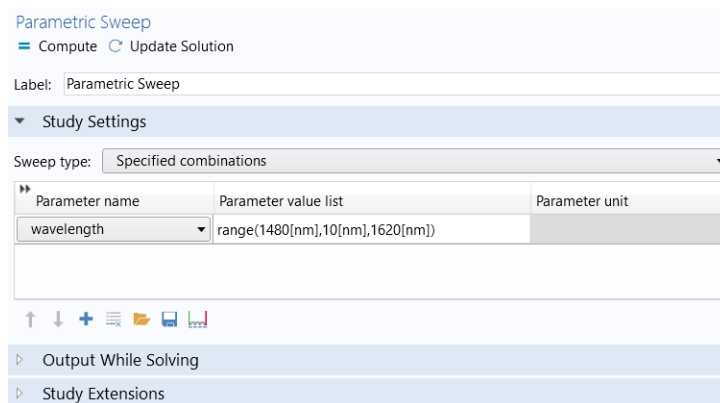 Parametric Sweep
Compute Update Solution
Label: Parametric Sweep
Study Settings
Sweep type: Specified combinations
Parameter name Parameter value list Parameter unit
wavelength range(1480[nm],10[nm],1620[nm])
Output While Solving
Study Extensions